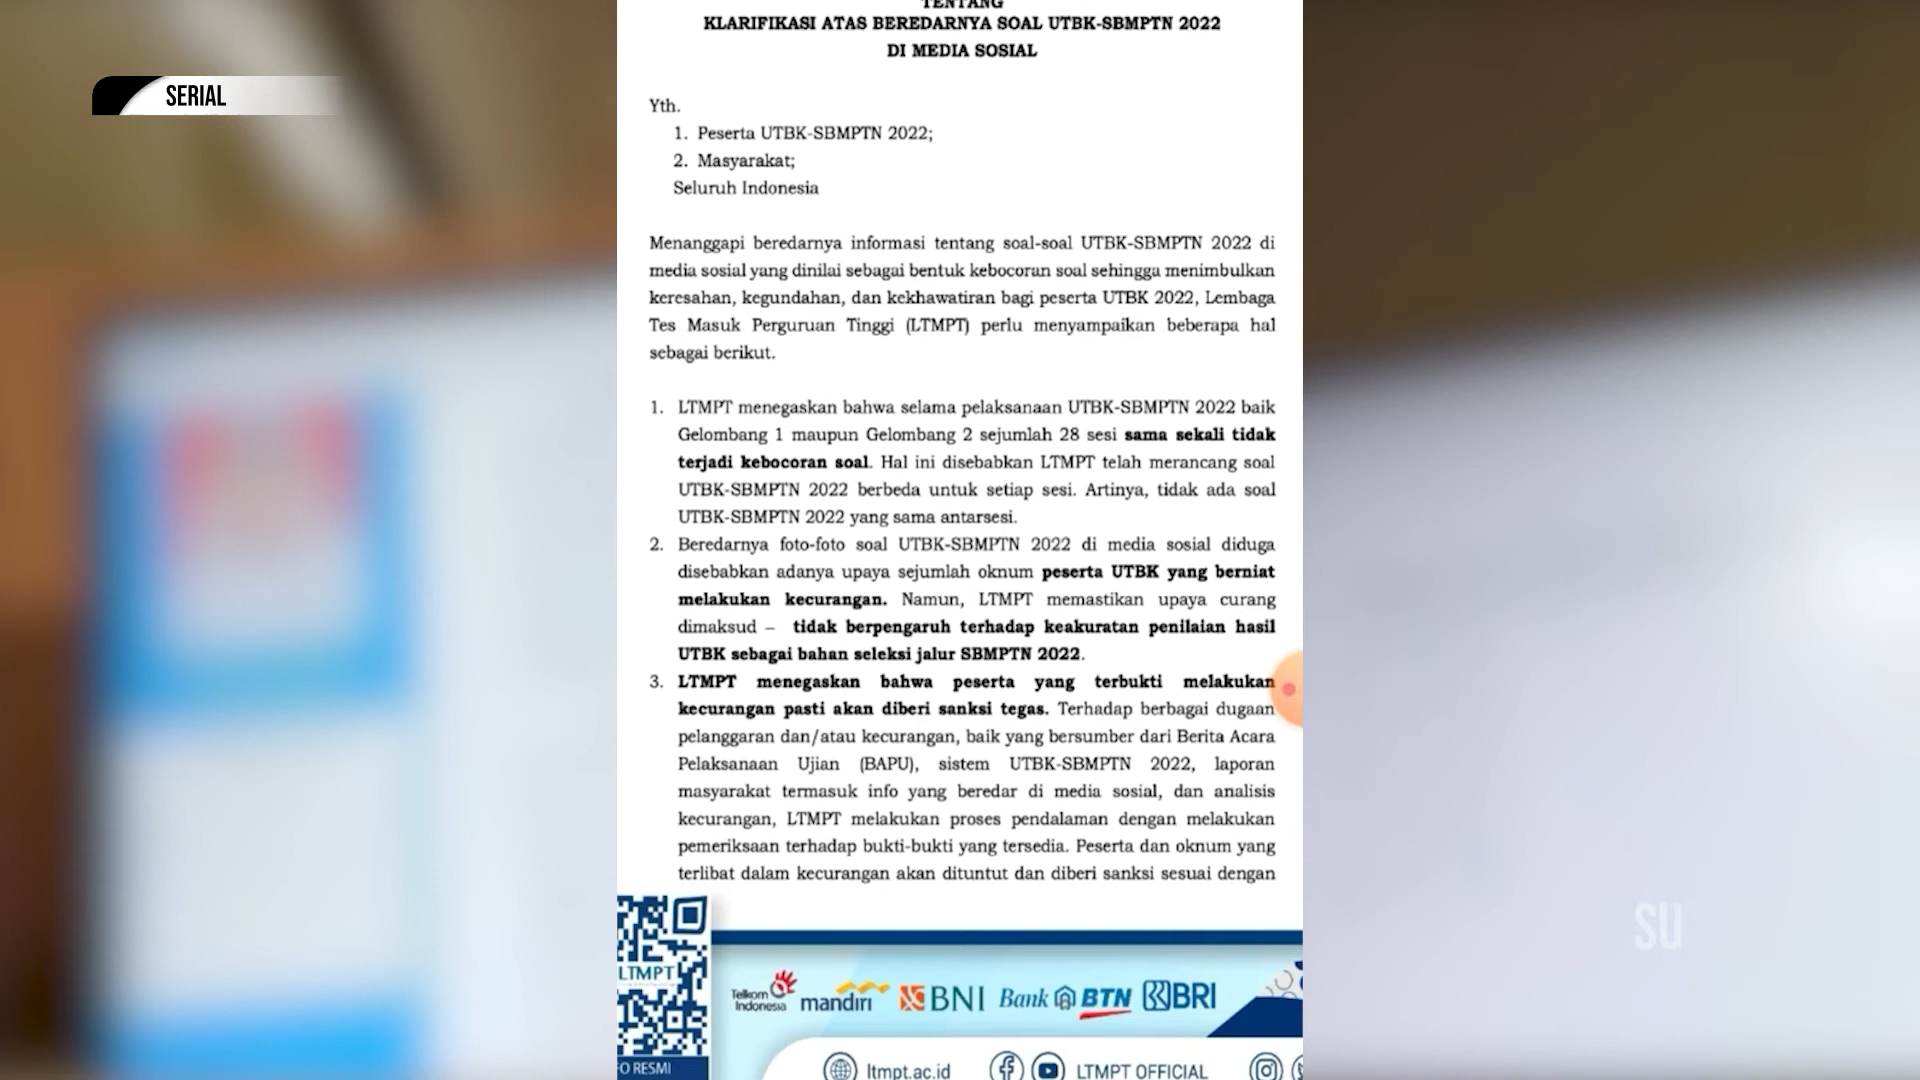 TENTANG
KLARIFIKASI ATAS BEREDARNYA SOAL UTBK-SBMPTN 2022
DI MEDIA SOSIAL
SERIAL
Yth.
1. Peserta UTBK-SBMPTN 2022;
2. Masyarakat;
Seluruh Indonesia
Menanggapi beredarnya informasi tentang soal-soal UTBK-SBMPTN 2022 di
media sosial yang dinilai sebagai bentuk kebocoran soal sehingga menimbulkan
keresahan, kegundahan, dan kekhawatiran bagi peserta UTBK 2022, Lembaga
Tes Masuk Perguruan Tinggi (LTMPT) perlu menyampaikan beberapa hal
sebagai berikut.
1. LTMPT menegaskan bahwa selama pelaksanaan UTBK-SBMPTN 2022 baik
Gelombang 1 maupun Gelombang 2 sejumlah 28 sesi sama sekali tidak
terjadi kebocoran soal. Hal ini disebabkan LTMPT telah merancang soal
UTBK-SBMPTN 2022 berbeda untuk setiap sesi. Artinya, tidak ada soal
UTBK-SBMPTN 2022 yang sama antarsesi.
2. Beredarnya foto-foto soal UTBK-SBMPTN 2022 di media sosial diduga
disebabkan adanya upaya sejumlah oknum peserta UTBK yang berniat
melakukan kecurangan. Namun, LTMPT memastikan upaya curang
dimaksud – tidak berpengaruh terhadap keakuratan penilaian hasil
UTBK sebagai bahan seleksi jalur SBMPTN 2022.
3. LTMPT menegaskan bahwa peserta yang terbukti melakukan
kecurangan pasti akan diberi sanksi tegas. Terhadap berbagai dugaan
pelanggaran dan/atau kecurangan, baik yang bersumber dari Berita Acara
Pelaksanaan Ujian (BAPU), sistem UTBK-SBMPTN 2022, laporan
masyarakat termasuk info yang beredar di media sosial, dan analisis
kecurangan, LTMPT melakukan proses pendalaman dengan melakukan
pemeriksaan terhadap bukti-bukti yang tersedia. Peserta dan oknum yang
terlibat dalam kecurangan akan dituntut dan diberi sanksi sesuai dengan
SU
LTMPT
Telkom Indonesia mandiri BNI Bank BTN BRI
FO RESMI
ltmpt.ac.id LTMPT OFFICIAL